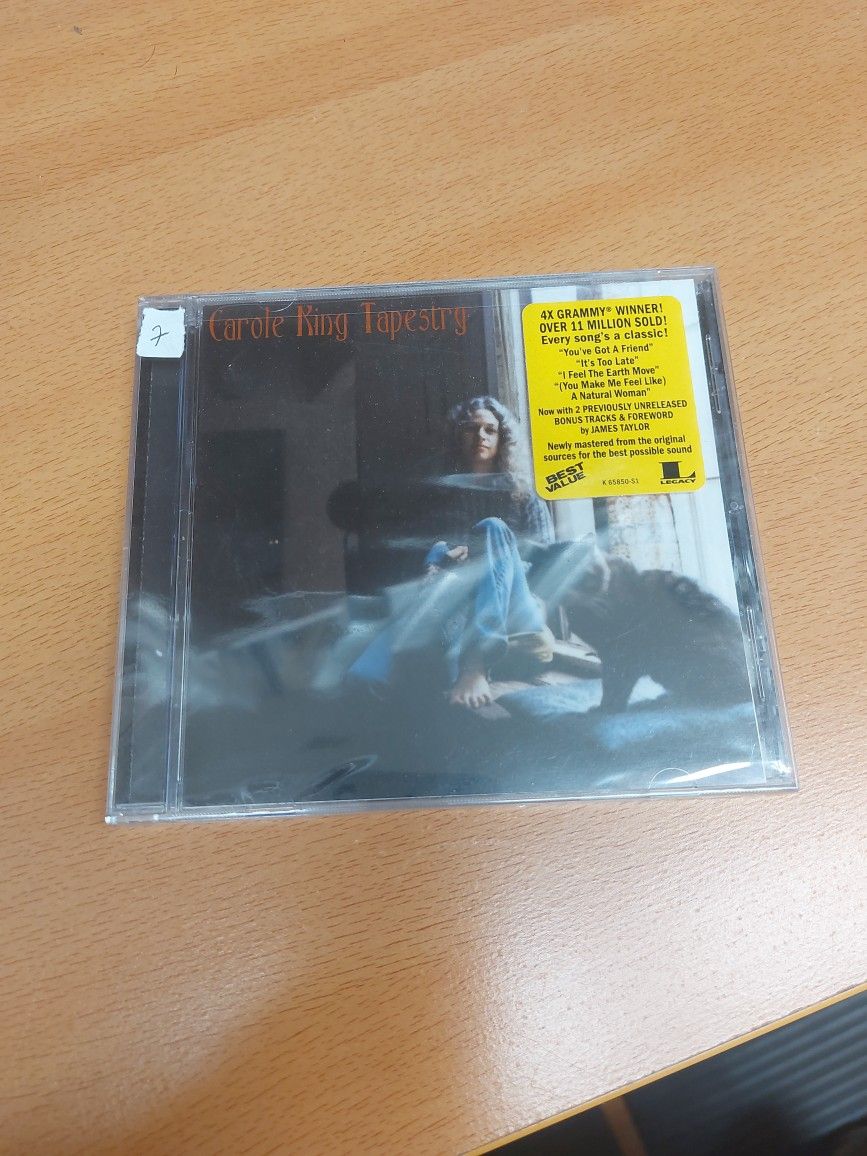 7
Carole King Tapestry
4X GRAMMY® WINNER!
OVER 11 MILLION SOLD!
Every song's a classic!
"You've Got A Friend"
"It's Too Late"
"I Feel The Earth Move"
"(You Make Me Feel Like)
A Natural Woman"
Now with 2 PREVIOUSLY UNRELEASED
BONUS TRACKS & FOREWORD
by JAMES TAYLOR
Newly mastered from the original
sources for the best possible sound
BEST
VALUE
K 65850-S1
L
LEGACY